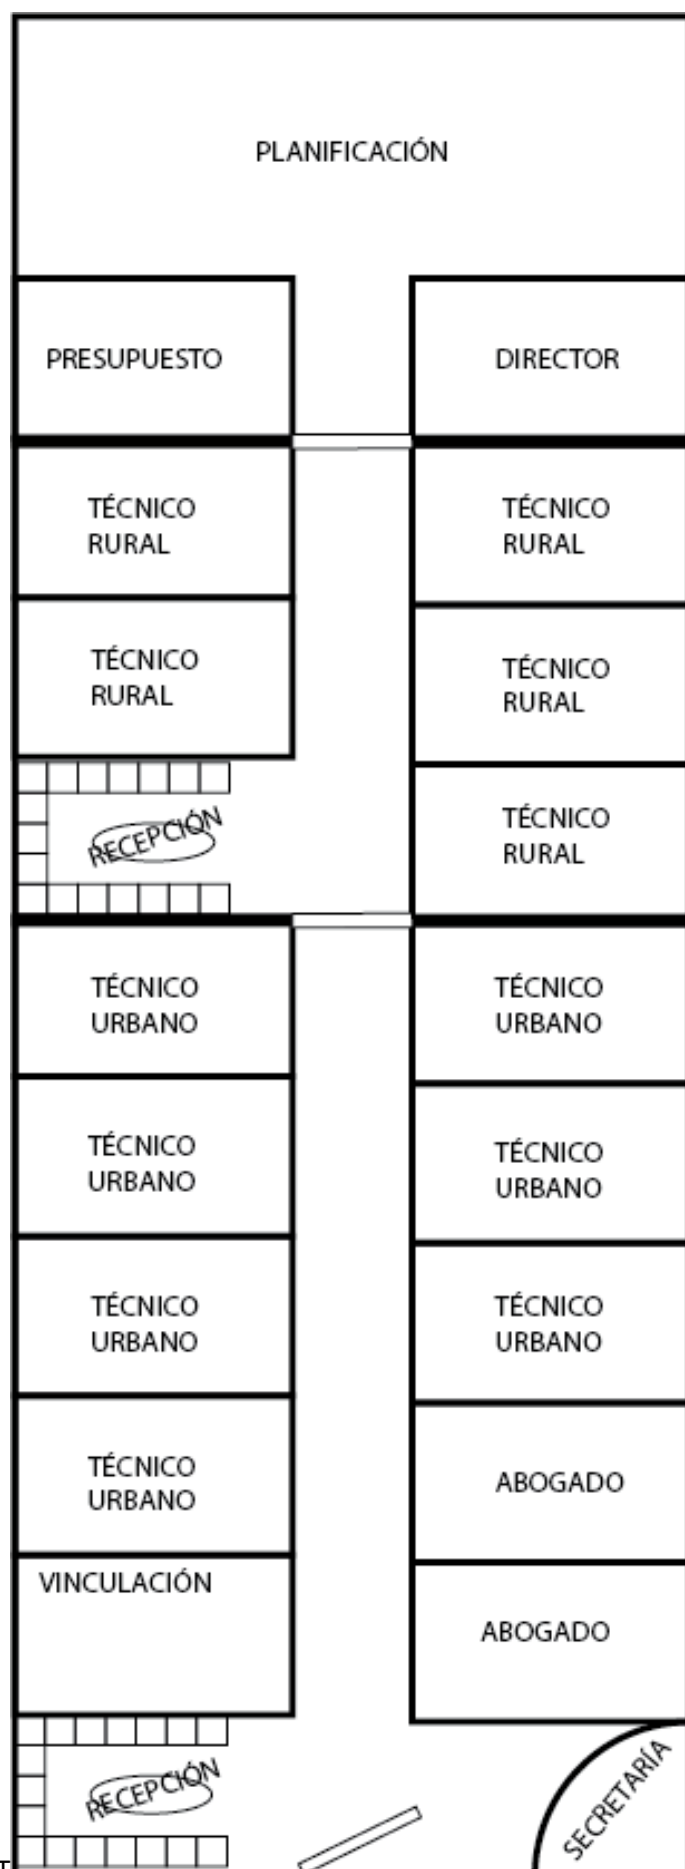 PLANIFICACIÓN
PRESUPUESTO
DIRECTOR
TÉCNICO
RURAL
TÉCNICO
RURAL
TÉCNICO
RURAL
TÉCNICO
RURAL
RECEPCIÓN
TÉCNICO
RURAL
TÉCNICO
URBANO
TÉCNICO
URBANO
TÉCNICO
URBANO
TÉCNICO
URBANO
TÉCNICO
URBANO
TÉCNICO
URBANO
TÉCNICO
URBANO
ABOGADO
VINCULACIÓN
ABOGADO
RECEPCIÓN
SECRETARÍA
T